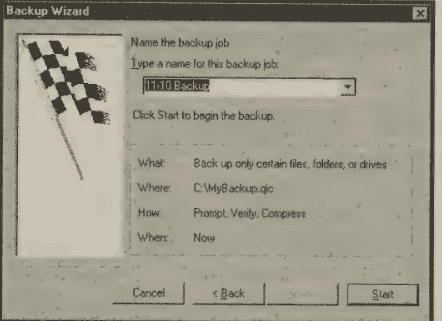 Backup Wizard
Name the backup job
Type a name for this backup job:
11-10 Backup
Click Start to begin the backup.
What: Back up only certain files, folders, or drives
Where: C:\MyBackup.qic
How: Prompt, Verify, Compress
When: Now
Cancel < Back Start